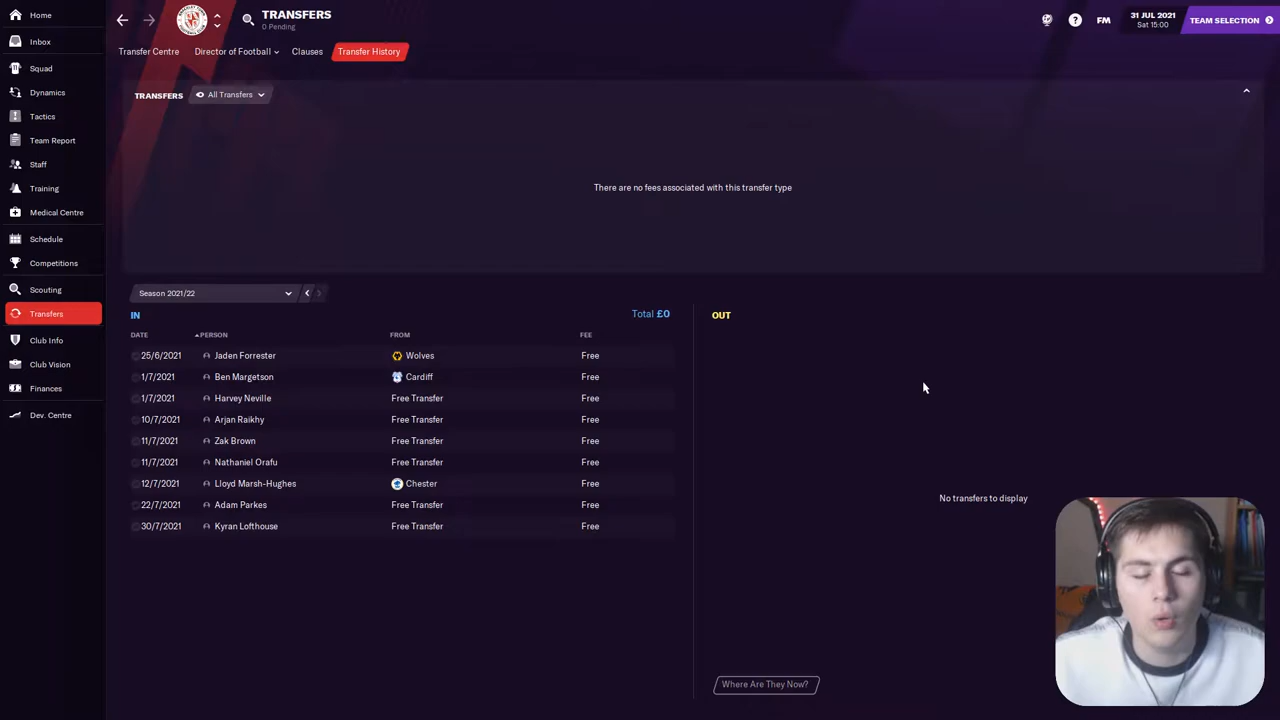 Home
Inbox
Squad
Dynamics
Tactics
Team Report
Staff
Training
Medical Centre
Schedule
Competitions
Scouting
Transfers
Club Info
Club Vision
Finances
Dev. Centre
TRANSFERS
0 Pending
FM
31 JUL 2021
Sat 15:00
TEAM SELECTION
Transfer Centre
Director of Football
Clauses
Transfer History
TRANSFERS
All Transfers
There are no fees associated with this transfer type
Season 2021/22
IN
Total £0
DATE PERSON FROM FEE
25/6/2021 Jaden Forrester Wolves Free
1/7/2021 Ben Margetson Cardiff Free
1/7/2021 Harvey Neville Free Transfer Free
10/7/2021 Arjan Raikhy Free Transfer Free
11/7/2021 Zak Brown Free Transfer Free
11/7/2021 Nathaniel Orafu Free Transfer Free
12/7/2021 Lloyd Marsh-Hughes Chester Free
22/7/2021 Adam Parkes Free Transfer Free
30/7/2021 Kyran Lofthouse Free Transfer Free
OUT
No transfers to display
Where Are They Now?